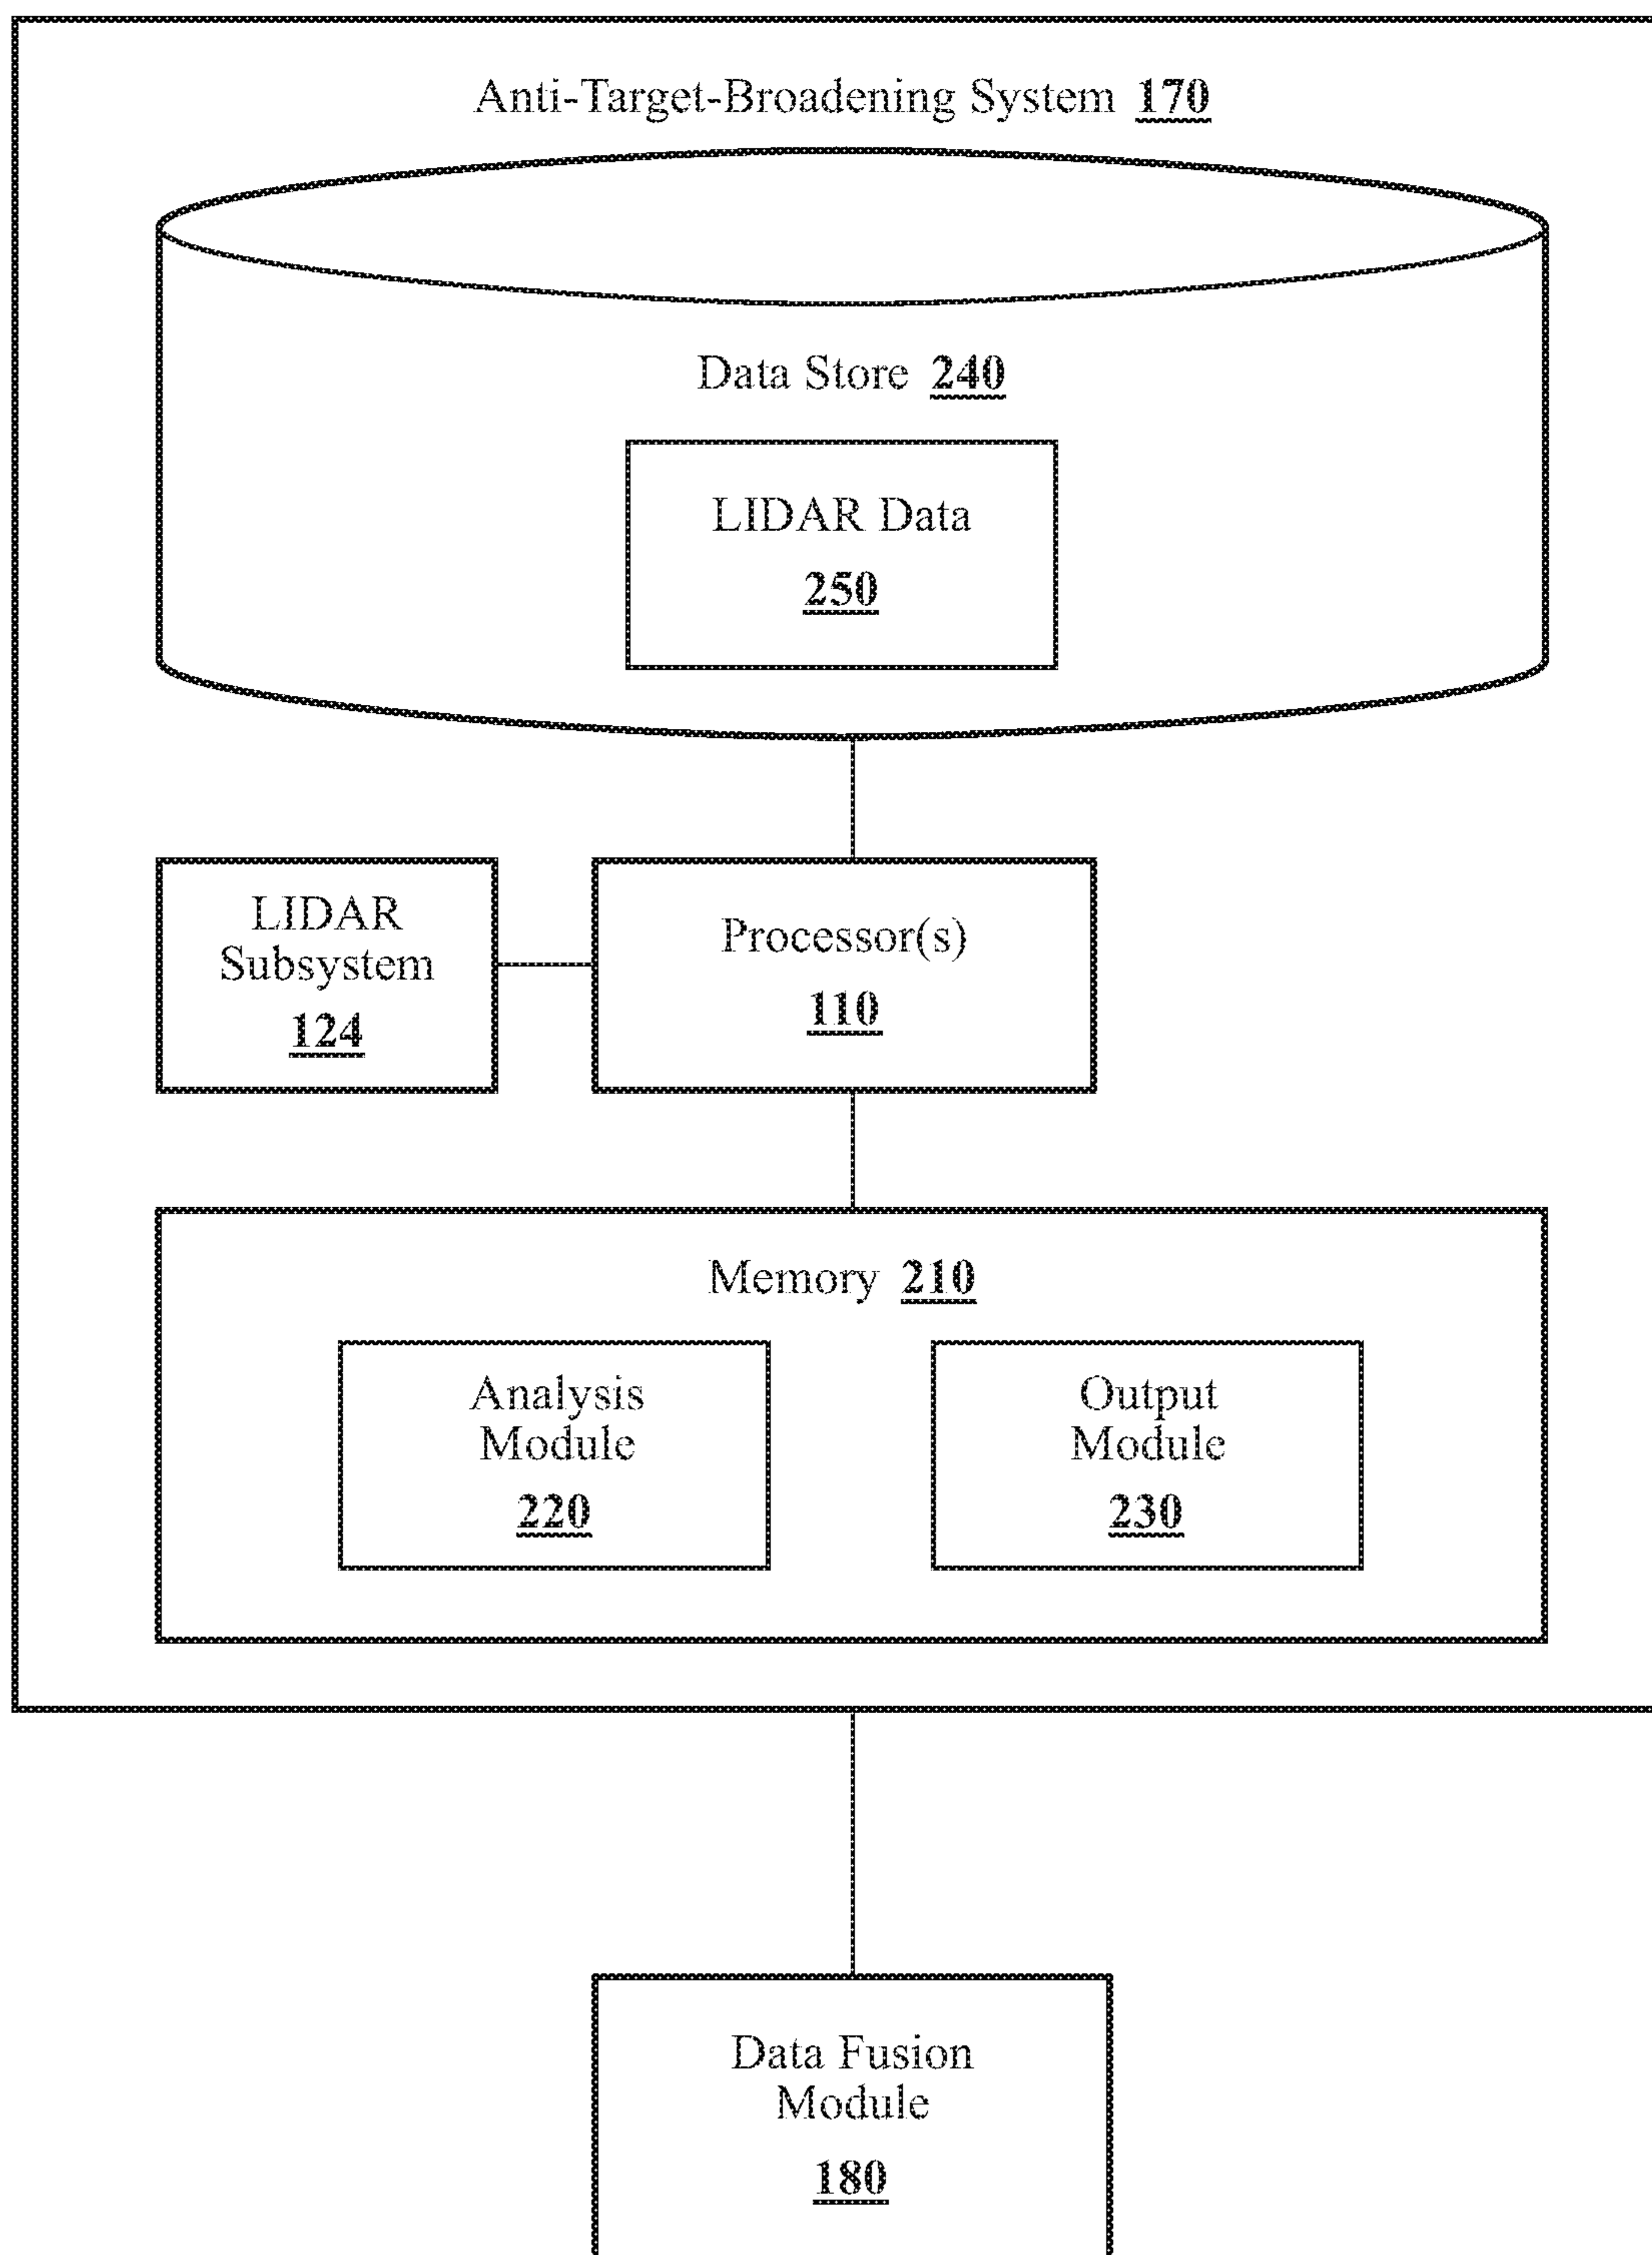 Anti-Target-Broadening System 170
Data Store 240
LIDAR Data
250
LIDAR
Subsystem
124
Processor(s)
110
Memory 210
Analysis
Module
220
Output
Module
230
Data Fusion
Module
180